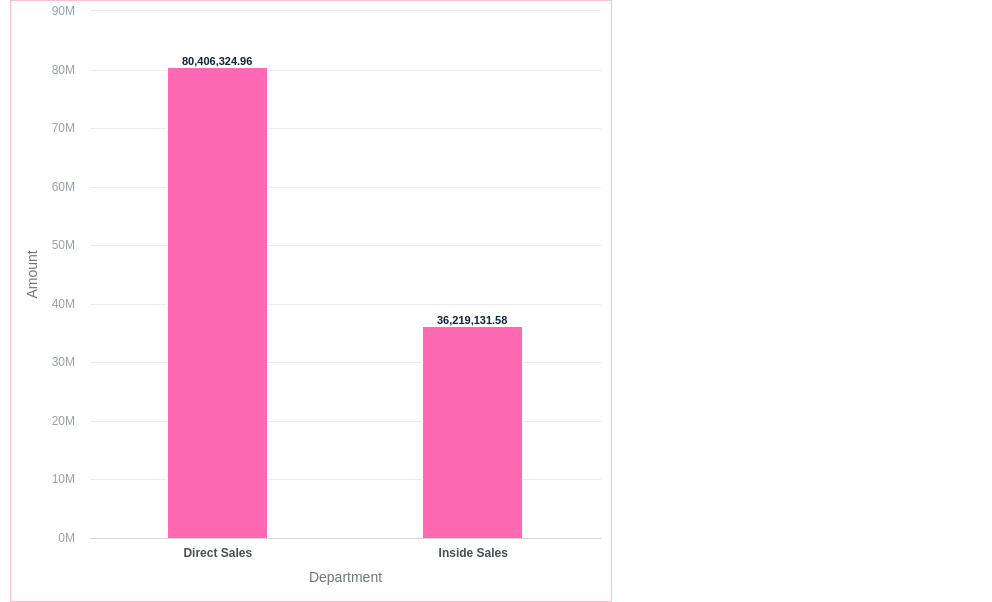 90M
80,406,324.96
80M
70M
60M
50M
Amount
40M
36,219,131.58
30M
20M
10M
0M
Direct Sales
Inside Sales
Department